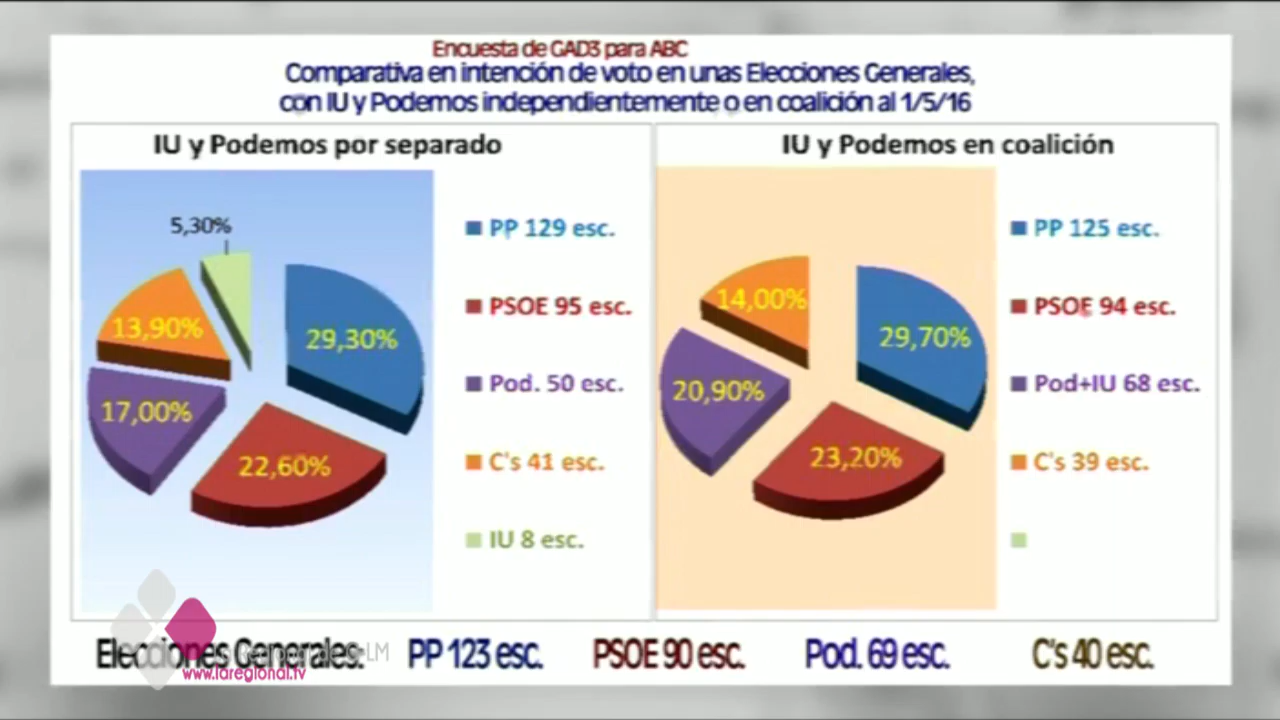 Encuesta de GAD3 para ABC
Comparativa en intención de voto en unas Elecciones Generales,
con IU y Podemos independientemente o en coalición al 1/5/16
IU y Podemos por separado
5,30%
13,90%
29,30%
17,00%
22,60%
PP 129 esc.
PSOE 95 esc.
Pod. 50 esc.
C's 41 esc.
IU 8 esc.
IU y Podemos en coalición
14,00%
29,70%
20,90%
23,20%
PP 125 esc.
PSOE 94 esc.
Pod+IU 68 esc.
C's 39 esc.
Elecciones Generales: PP 123 esc. PSOE 90 esc. Pod. 69 esc. C's 40 esc.
www.laregional.tv